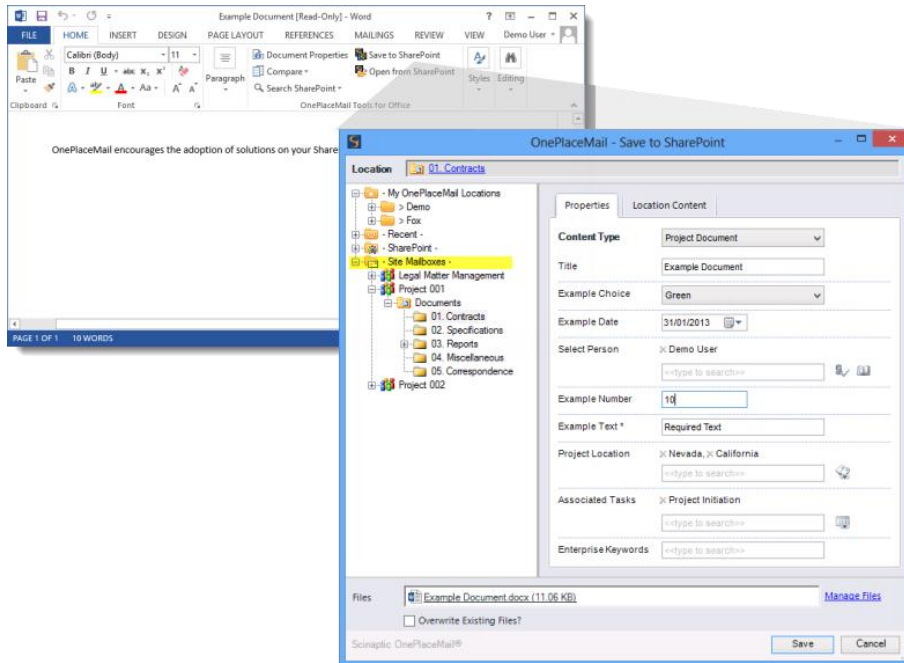 Example Document [Read-Only] - Word
FILE HOME INSERT DESIGN PAGE LAYOUT REFERENCES MAILINGS REVIEW VIEW Demo User
Calibri (Body) 11
Document Properties
Save to SharePoint
Paste
B I U abc X₂ X²
Paragraph
Compare
Open from SharePoint
Styles
Editing
Aa A A
Search SharePoint
Clipboard
Font
OnePlaceMail Tools for Office
OnePlaceMail encourages the adoption of solutions on your Share
PAGE 1 OF 1 10 WORDS
OnePlaceMail - Save to SharePoint
Location 01. Contracts
- My OnePlaceMail Locations
> Demo
> Fox
- Recent -
- SharePoint -
- Site Mailboxes -
Legal Matter Management
Project 001
Documents
01. Contracts
02. Specifications
03. Reports
04. Miscellaneous
05. Correspondence
Project 002
Properties Location Content
Content Type Project Document
Title Example Document
Example Choice Green
Example Date 31/01/2013
Select Person Demo User
<<type to search>>
Example Number 10
Example Text * Required Text
Project Location Nevada, California
<<type to search>>
Associated Tasks Project Initiation
<<type to search>>
Enterprise Keywords <<type to search>>
Files Example Document.docx (11.06 KB) Manage Files
Overwrite Existing Files?
Scinaptic OnePlaceMail®
Save Cancel